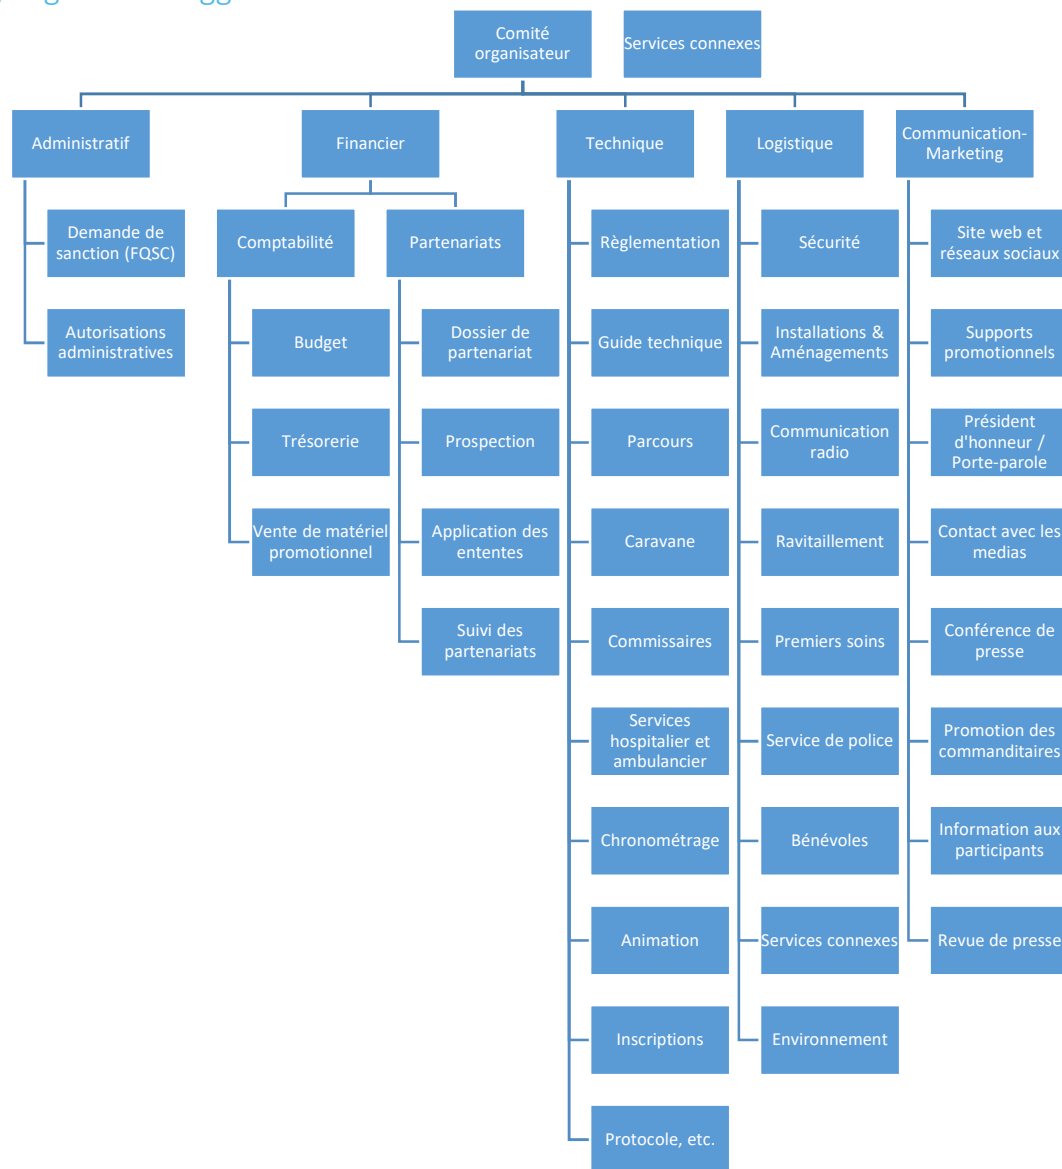 Comité
organisateur
Services connexes
Administratif
Financier
Technique
Logistique
Communication-
Marketing
Demande de
sanction (FQSC)
Autorisations
administratives
Comptabilité
Partenariats
Budget
Trésorerie
Vente de matériel
promotionnel
Dossier de
partenariat
Prospection
Application des
ententes
Suivi des
partenariats
Règlementation
Guide technique
Parcours
Caravane
Commissaires
Services
hospitalier et
ambulancier
Chronométrage
Animation
Inscriptions
Protocole, etc.
Sécurité
Installations &
Aménagements
Communication
radio
Ravitaillement
Premiers soins
Service de police
Bénévoles
Services connexes
Environnement
Site web et
réseaux sociaux
Supports
promotionnels
Président
d'honneur /
Porte-parole
Contact avec les
medias
Conférence de
presse
Promotion des
commanditaires
Information aux
participants
Revue de presse